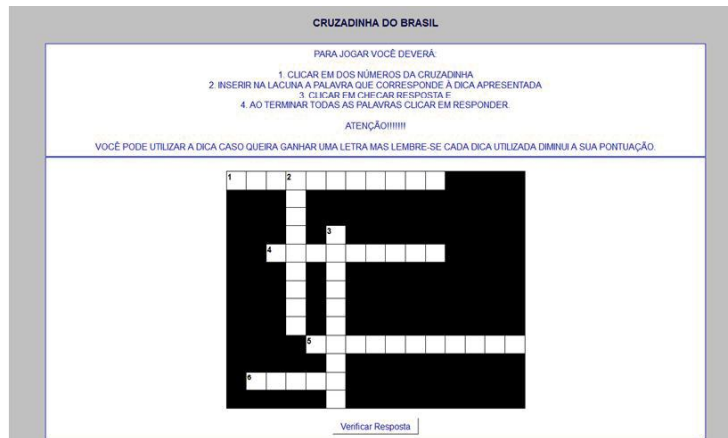 CRUZADINHA DO BRASIL
PARA JOGAR VOCÊ DEVERÁ:
1. CLICAR EM DOS NÚMEROS DA CRUZADINHA
2. INSERIR NA LACUNA A PALAVRA QUE CORRESPONDE À DICA APRESENTADA
3. CLICAR EM CHECAR RESPOSTA E
4. AO TERMINAR TODAS AS PALAVRAS CLICAR EM RESPONDER.
ATENÇÃO!!!!!!!
VOCÊ PODE UTILIZAR A DICA CASO QUEIRA GANHAR UMA LETRA MAS LEMBRE-SE CADA DICA UTILIZADA DIMINUI A SUA PONTUAÇÃO.
1 2
3
4
5
6
Verificar Resposta